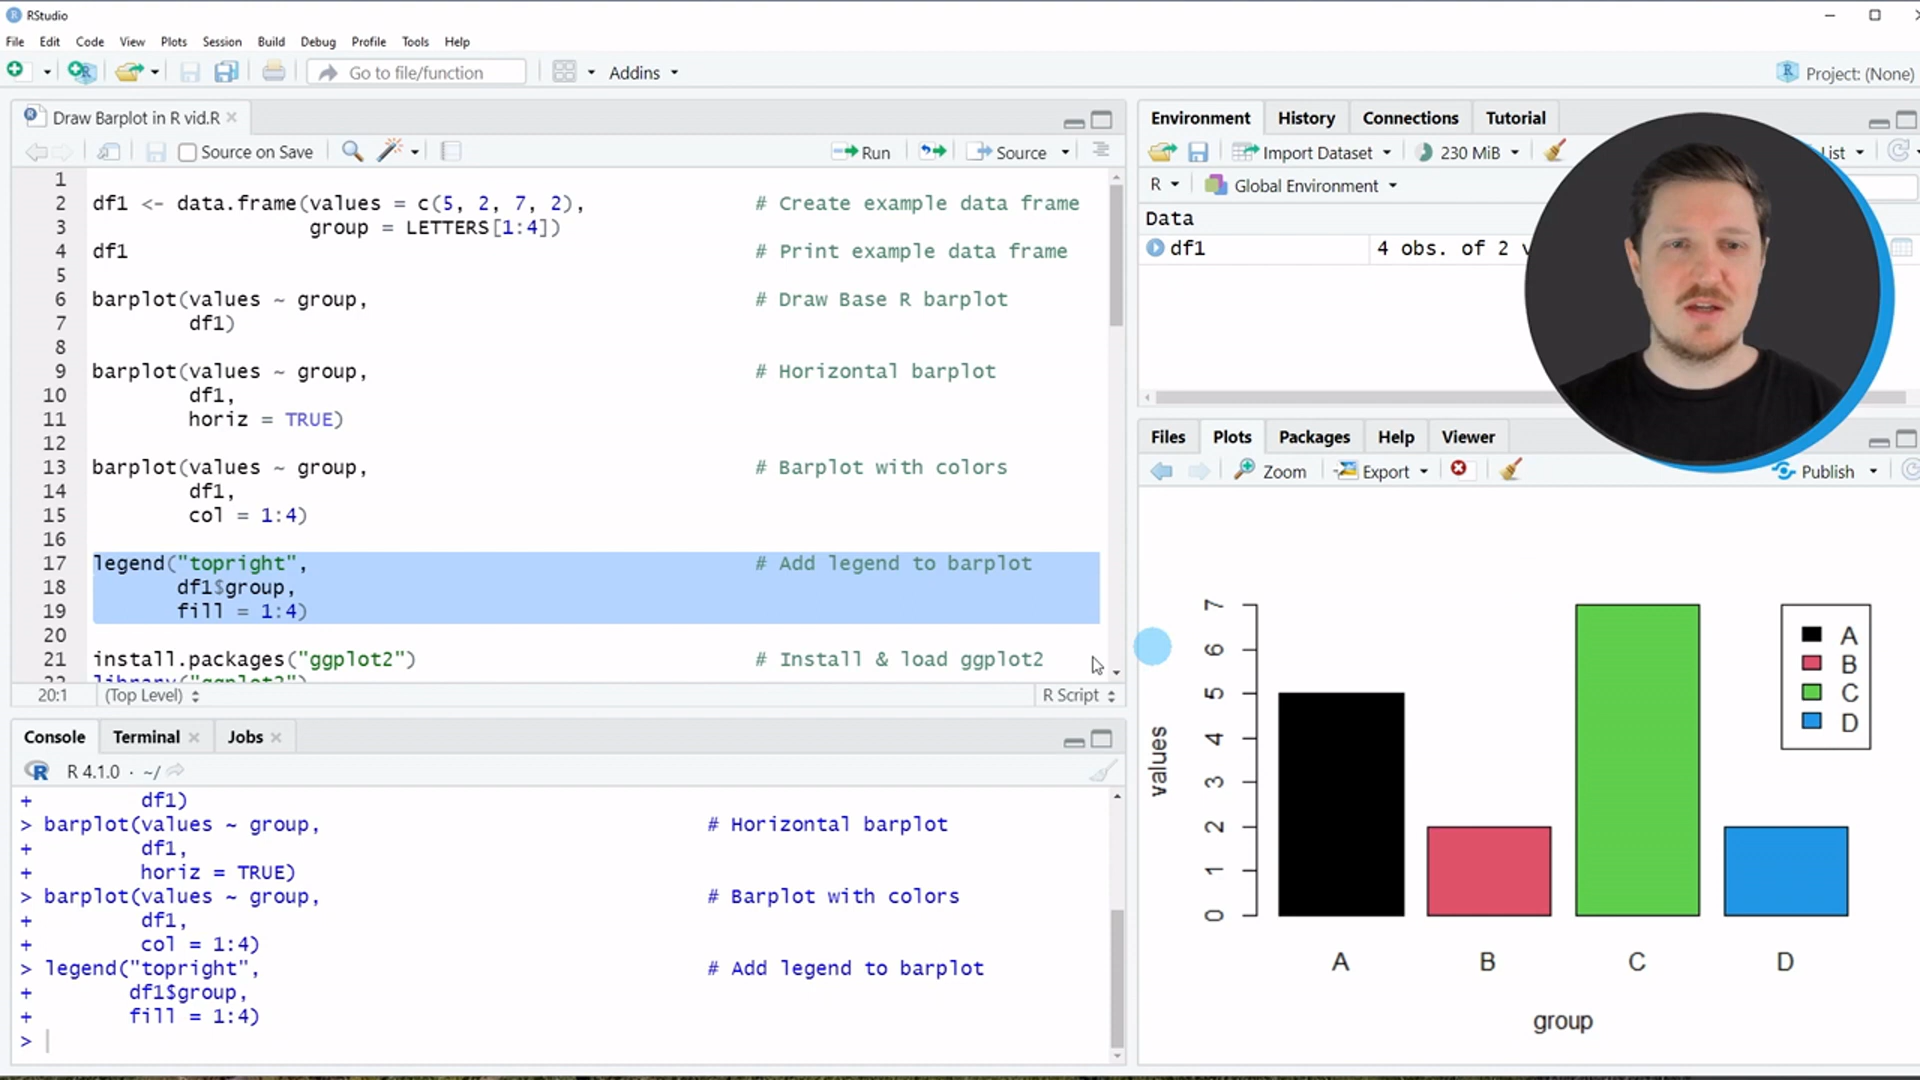 RStudio
File Edit Code View Plots Session Build Debug Profile Tools Help
Go to file/function Addins Project: (None)
Draw Barplot in R vid.R
Source on Save Run Source
1
2 df1 <- data.frame(values = c(5, 2, 7, 2), # Create example data frame
3 group = LETTERS[1:4])
4 df1 # Print example data frame
5
6 barplot(values ~ group, # Draw Base R barplot
7 df1)
8
9 barplot(values ~ group, # Horizontal barplot
10 df1,
11 horiz = TRUE)
12
13 barplot(values ~ group, # Barplot with colors
14 df1,
15 col = 1:4)
16
17 legend("topright", # Add legend to barplot
18 df1$group,
19 fill = 1:4)
20
21 install.packages("ggplot2") # Install & load ggplot2
22 library("ggplot2")
20:1 (Top Level) R Script
Console Terminal Jobs
R 4.1.0 · ~/
+ df1)
> barplot(values ~ group, # Horizontal barplot
+ df1,
+ horiz = TRUE)
> barplot(values ~ group, # Barplot with colors
+ df1,
+ col = 1:4)
> legend("topright", # Add legend to barplot
+ df1$group,
+ fill = 1:4)
>
Environment History Connections Tutorial
Import Dataset 230 MiB List
R Global Environment
Data
df1 4 obs. of 2 v
Files Plots Packages Help Viewer
Zoom Export Publish
7
6
5
4
3
2
1
0
values
A
B
C
D
A B C D
group